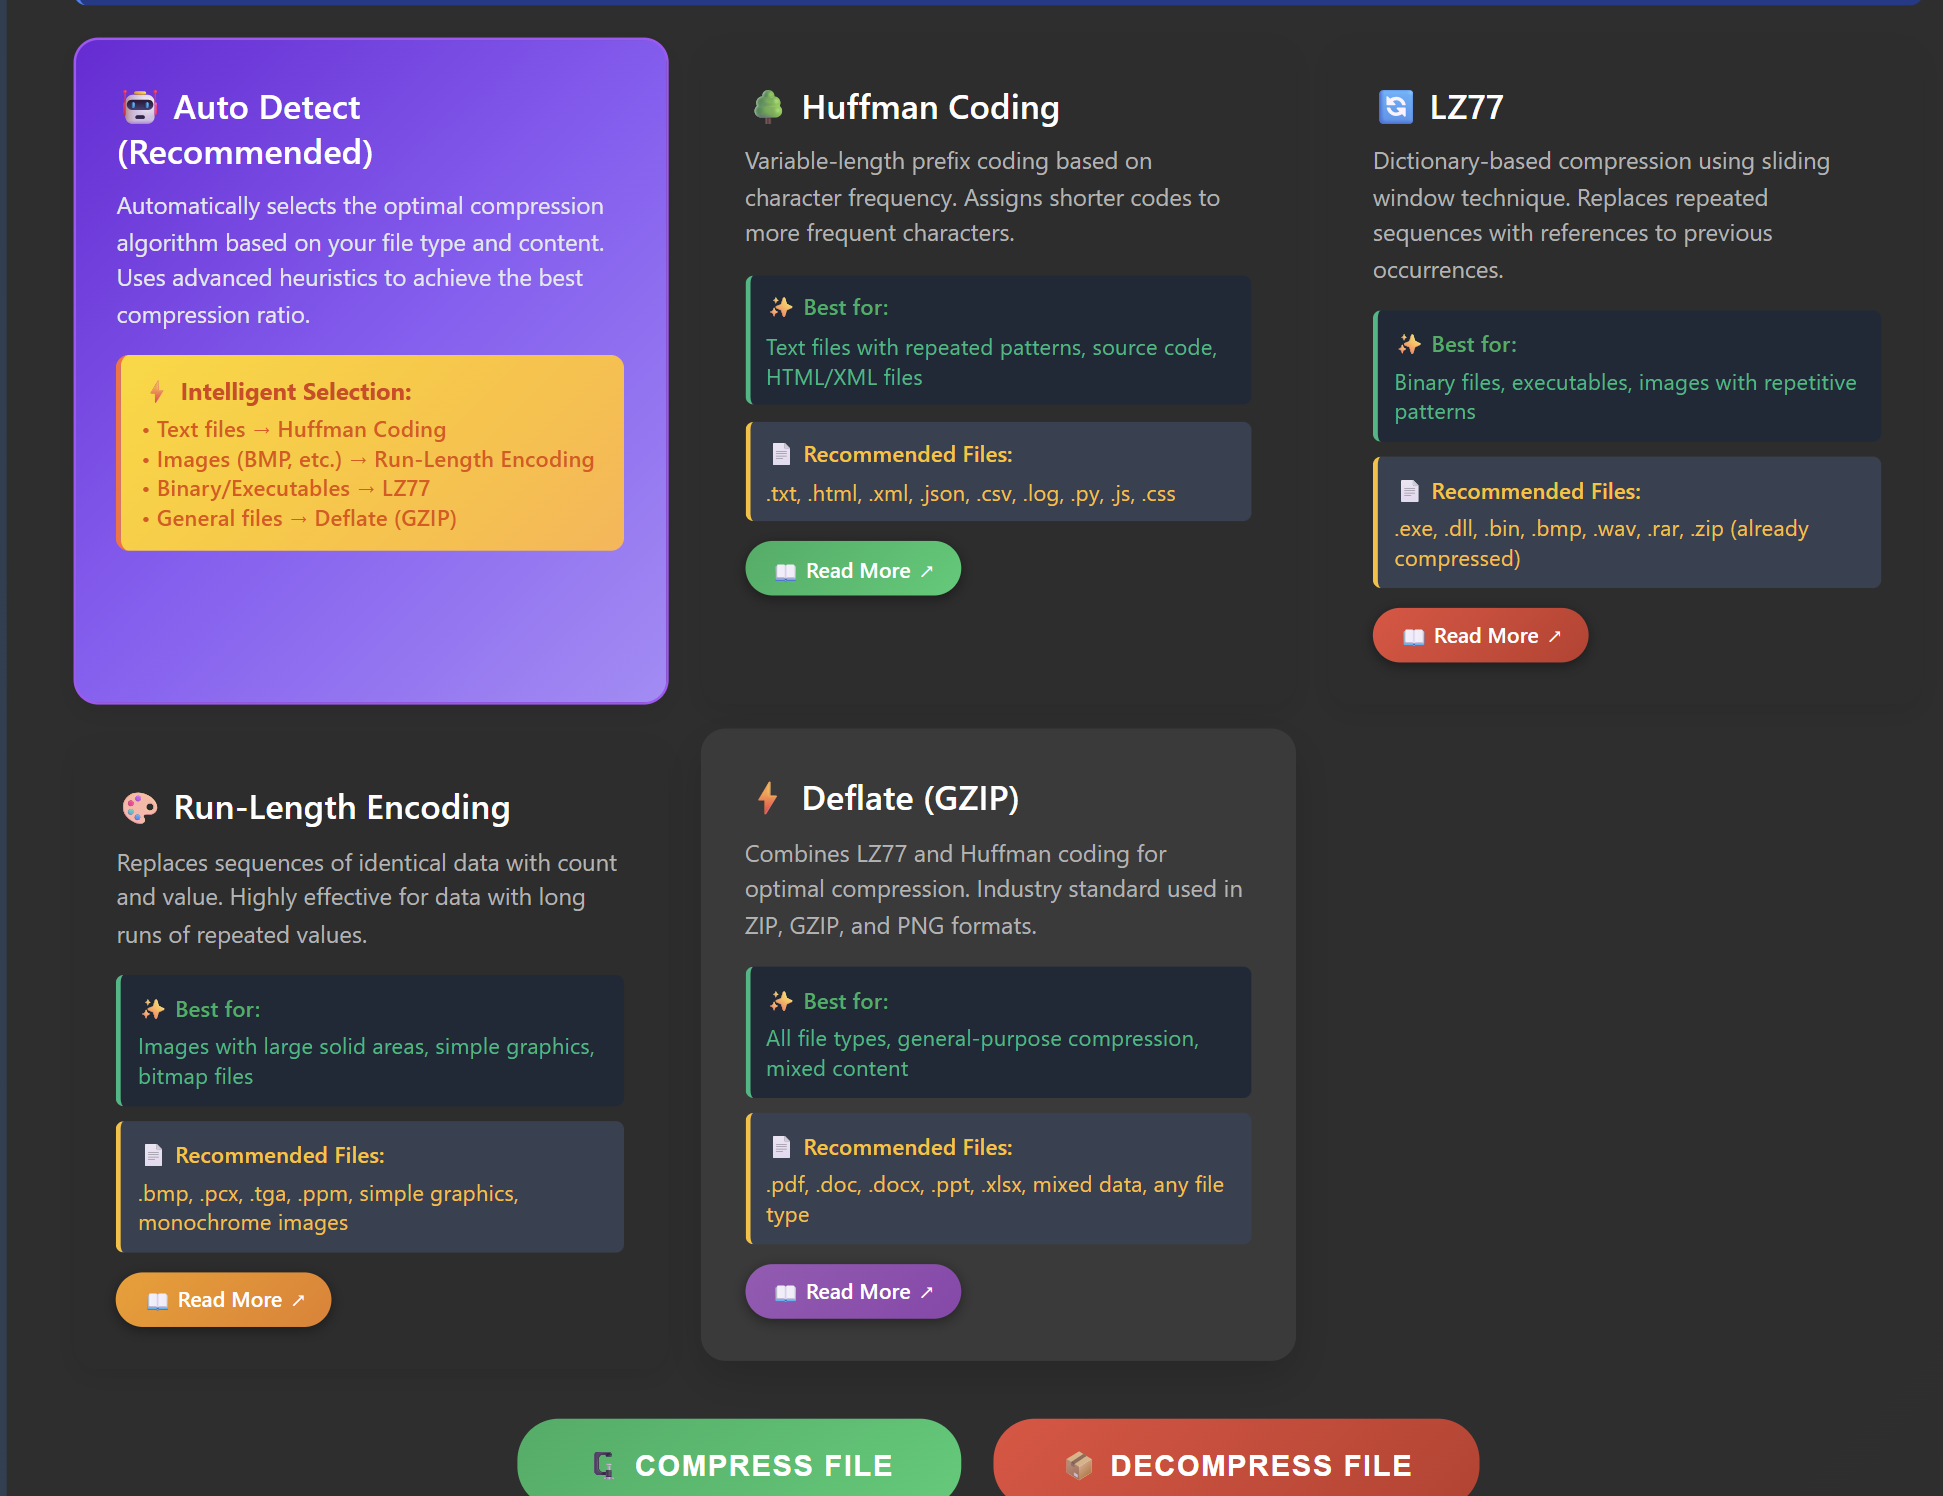 Auto Detect
(Recommended)
Automatically selects the optimal compression
algorithm based on your file type and content.
Uses advanced heuristics to achieve the best
compression ratio.
Intelligent Selection:
• Text files → Huffman Coding
• Images (BMP, etc.) → Run-Length Encoding
• Binary/Executables → LZ77
• General files → Deflate (GZIP)
Huffman Coding
Variable-length prefix coding based on
character frequency. Assigns shorter codes to
more frequent characters.
Best for:
Text files with repeated patterns, source code,
HTML/XML files
Recommended Files:
.txt, .html, .xml, .json, .csv, .log, .py, .js, .css
Read More ↗
LZ77
Dictionary-based compression using sliding
window technique. Replaces repeated
sequences with references to previous
occurrences.
Best for:
Binary files, executables, images with repetitive
patterns
Recommended Files:
.exe, .dll, .bin, .bmp, .wav, .rar, .zip (already
compressed)
Read More ↗
Run-Length Encoding
Replaces sequences of identical data with count
and value. Highly effective for data with long
runs of repeated values.
Best for:
Images with large solid areas, simple graphics,
bitmap files
Recommended Files:
.bmp, .pcx, .tga, .ppm, simple graphics,
monochrome images
Read More ↗
Deflate (GZIP)
Combines LZ77 and Huffman coding for
optimal compression. Industry standard used in
ZIP, GZIP, and PNG formats.
Best for:
All file types, general-purpose compression,
mixed content
Recommended Files:
.pdf, .doc, .docx, .ppt, .xlsx, mixed data, any file
type
Read More ↗
COMPRESS FILE
DECOMPRESS FILE